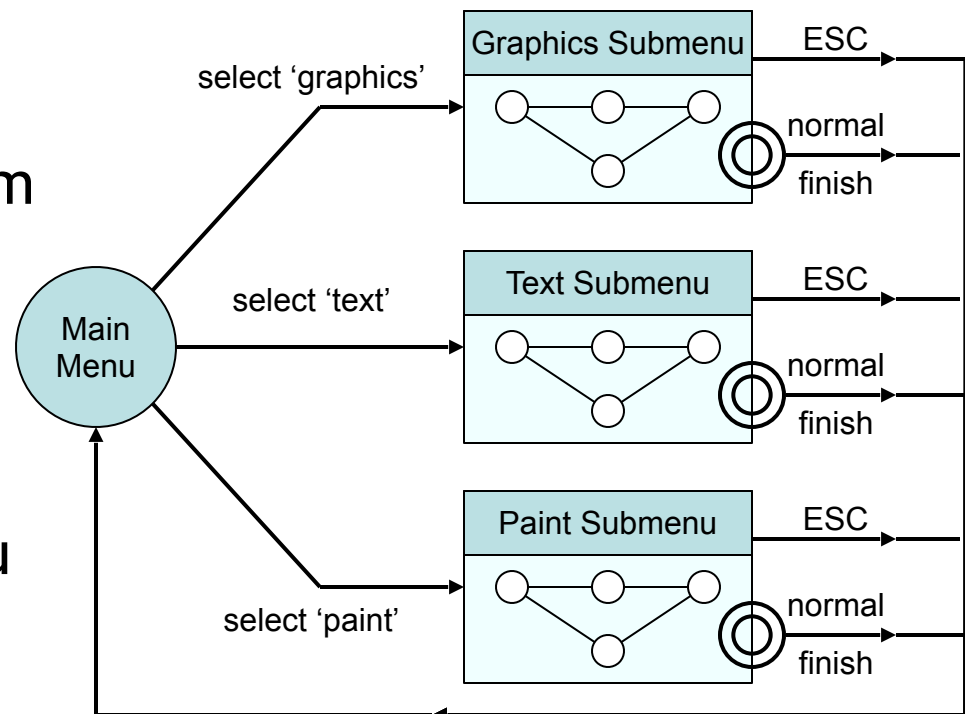 Graphics Submenu
ESC
select ‘graphics’
normal
finish
m
Text Submenu
ESC
select ‘text’
Main
Menu
normal
finish
Paint Submenu
ESC
u
select ‘paint’
normal
finish